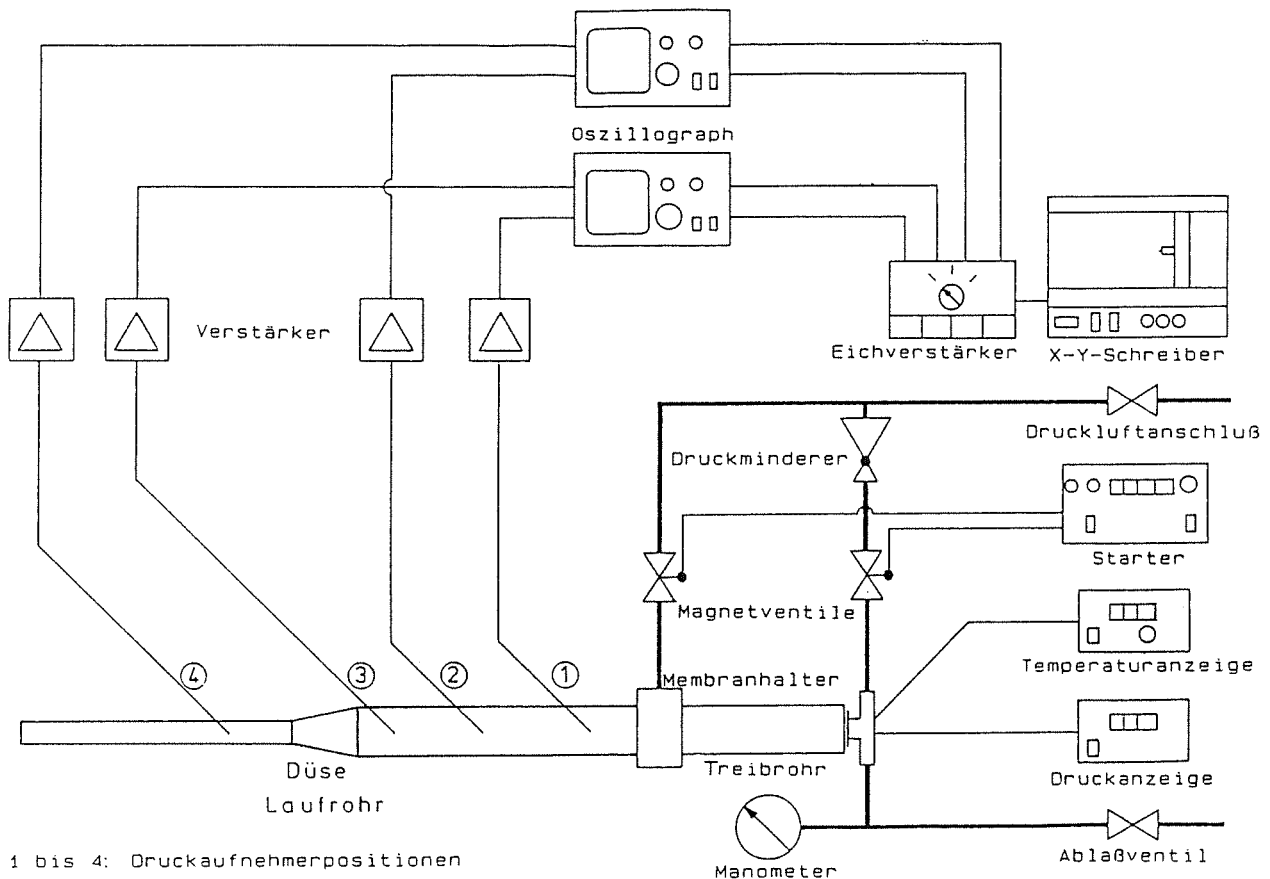 Oszillograph
Verstärker
Eichverstärker
X-Y-Schreiber
Druckluftanschluß
Druckminderer
Starter
Magnetventile
Temperaturanzeige
4
3
2
1
Membranhalter
Treibrohr
Druckanzeige
Düse
Laufrohr
Manometer
Ablaßventil
1 bis 4: Druckaufnehmerpositionen